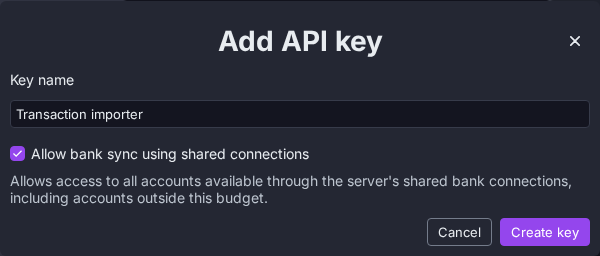 Add API key
Key name
Transaction importer
Allow bank sync using shared connections
Allows access to all accounts available through the server's shared bank connections,
including accounts outside this budget.
Cancel
Create key